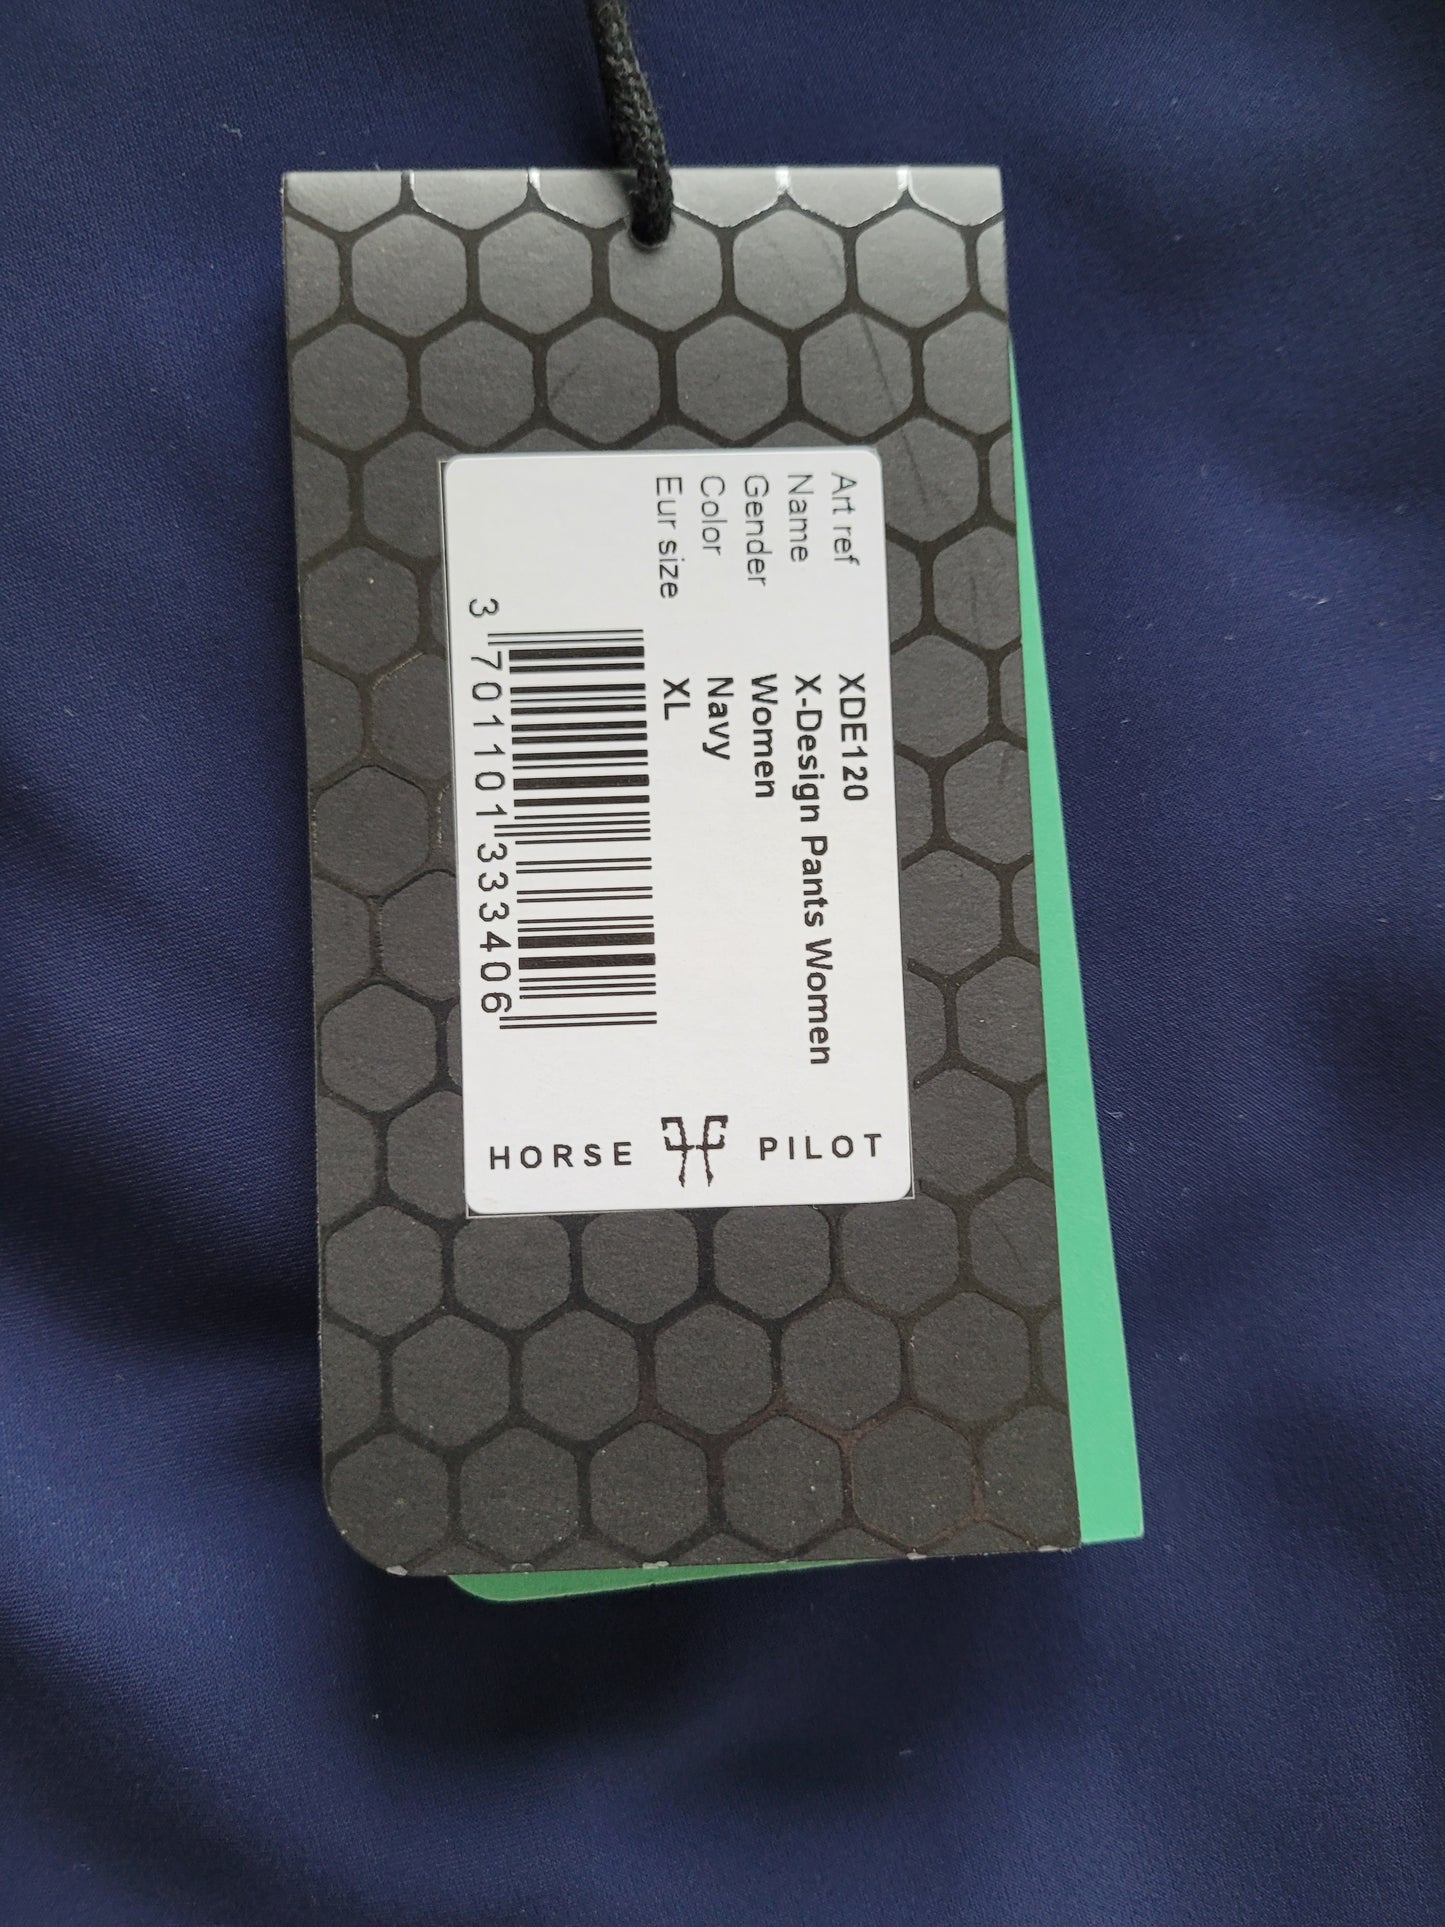 Art ref XDE120
Name X-Design Pants Women
Gender Women
Color Navy
Eur size XL
3 701101 333406
HORSE PILOT